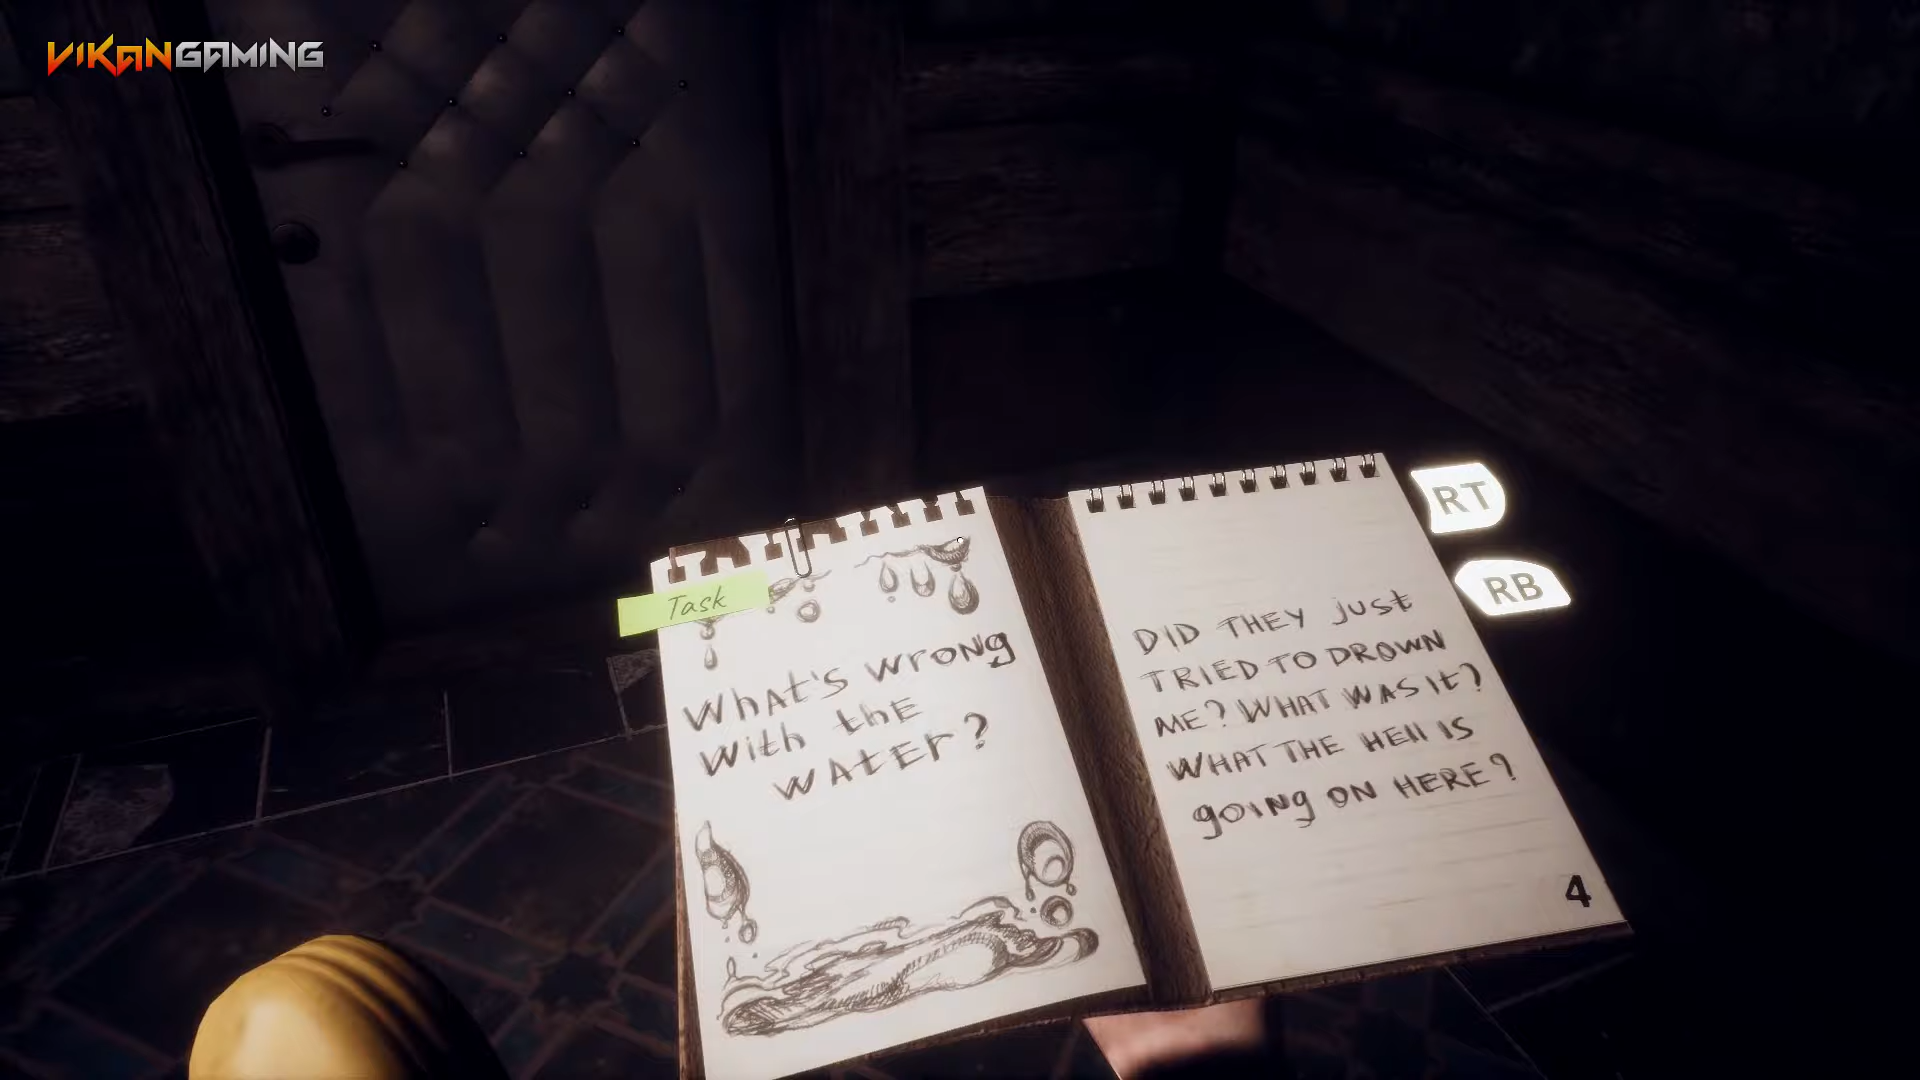 VIKANGAMING
Task
What's wrong
with the
water?
RT
RB
DID THEY just
TRIED TO DROWN
ME? WHAT WAS It?
WHAT THE HEll IS
going ON HERE?
4